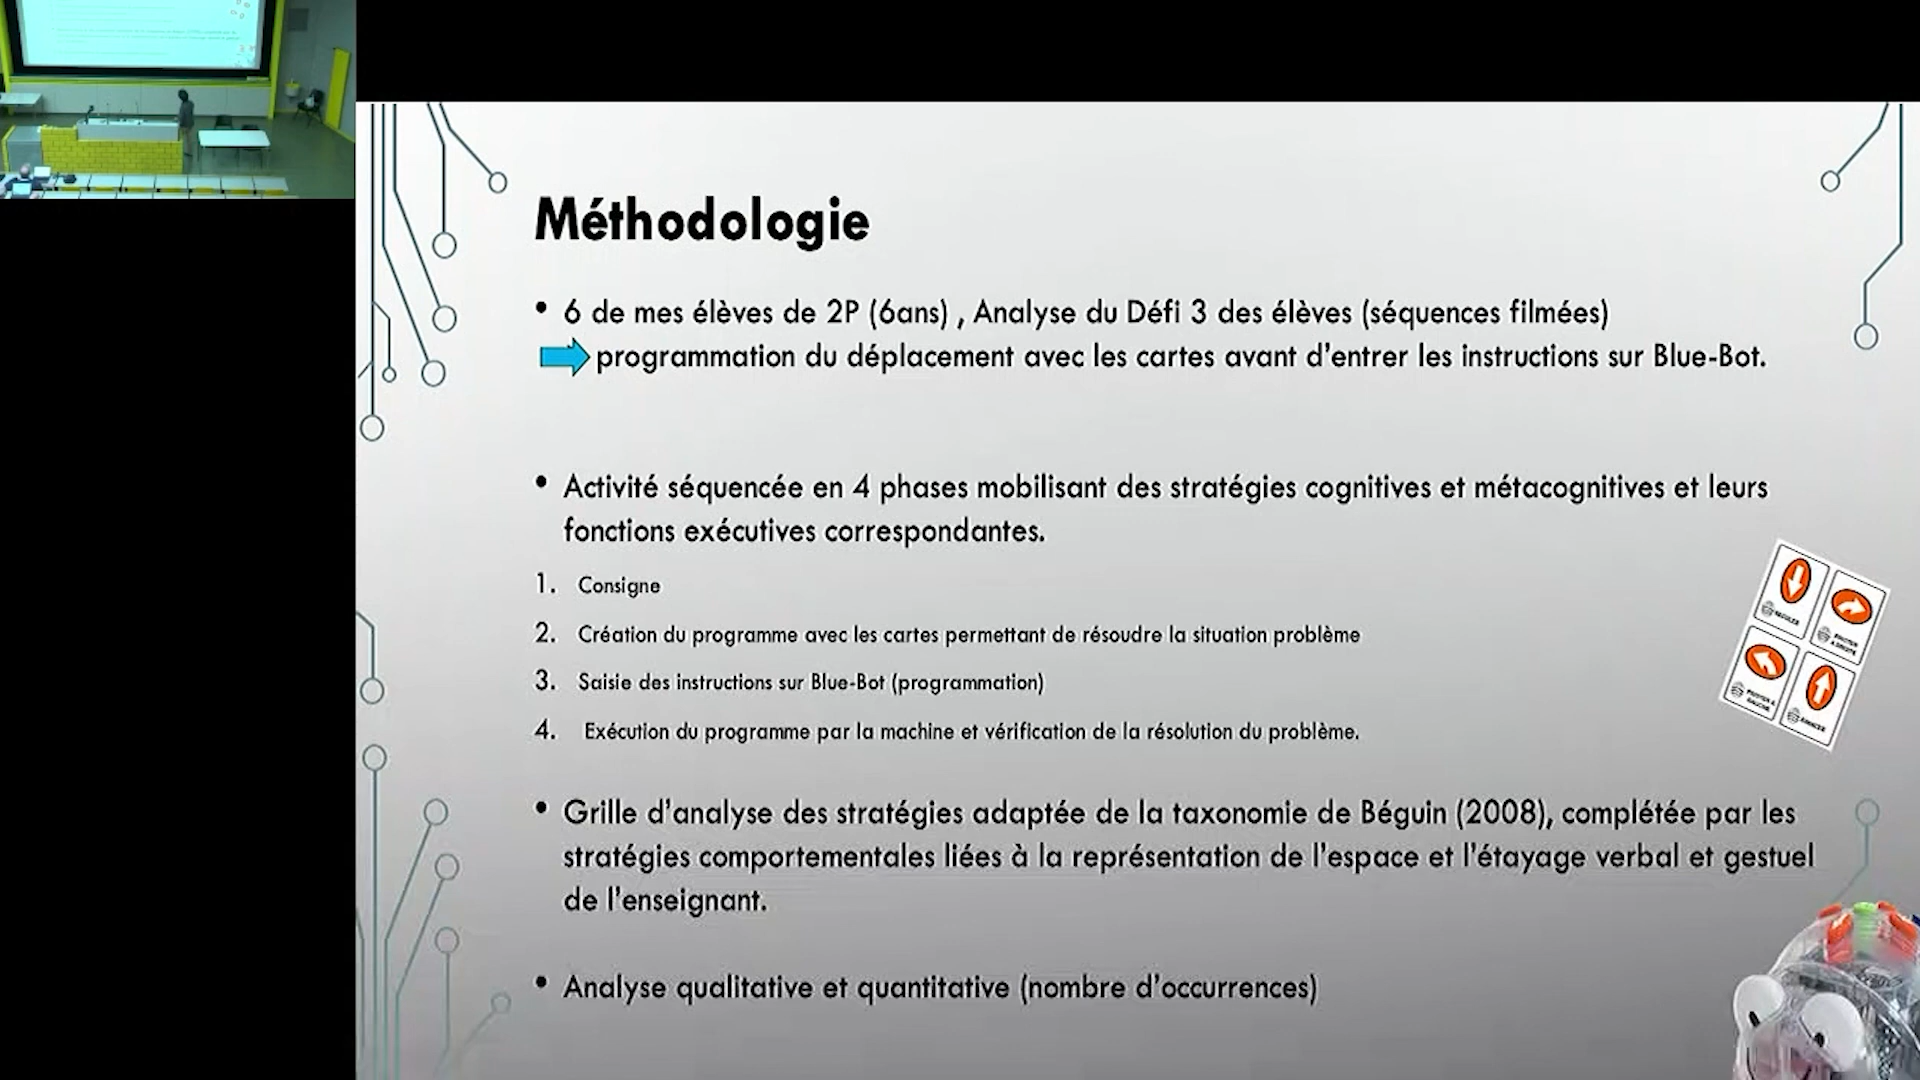 Méthodologie
• 6 de mes élèves de 2P (6ans) , Analyse du Défi 3 des élèves (séquences filmées)
programmation du déplacement avec les cartes avant d'entrer les instructions sur Blue-Bot.
• Activité séquencée en 4 phases mobilisant des stratégies cognitives et métacognitives et leurs
fonctions exécutives correspondantes.
1. Consigne
2. Création du programme avec les cartes permettant de résoudre la situation problème
3. Saisie des instructions sur Blue-Bot (programmation)
4. Exécution du programme par la machine et vérification de la résolution du problème.
• Grille d'analyse des stratégies adaptée de la taxonomie de Béguin (2008), complétée par les
stratégies comportementales liées à la représentation de l'espace et l'étayage verbal et gestuel
de l'enseignant.
• Analyse qualitative et quantitative (nombre d'occurrences)